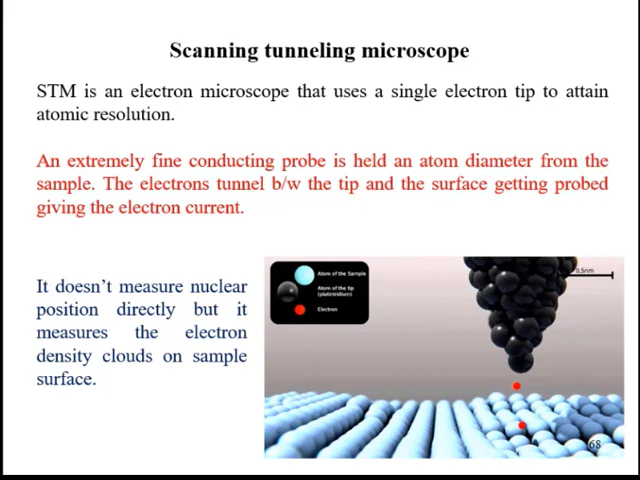 Scanning tunneling microscope
STM is an electron microscope that uses a single electron tip to attain
atomic resolution.
An extremely fine conducting probe is held an atom diameter from the
sample. The electrons tunnel b/w the tip and the surface getting probed
giving the electron current.
It doesn't measure nuclear
position directly but it
measures the electron
density clouds on sample
surface.
Atom of the Sample
Atom of the tip
(platiniridium)
Electron
0,5nm
68